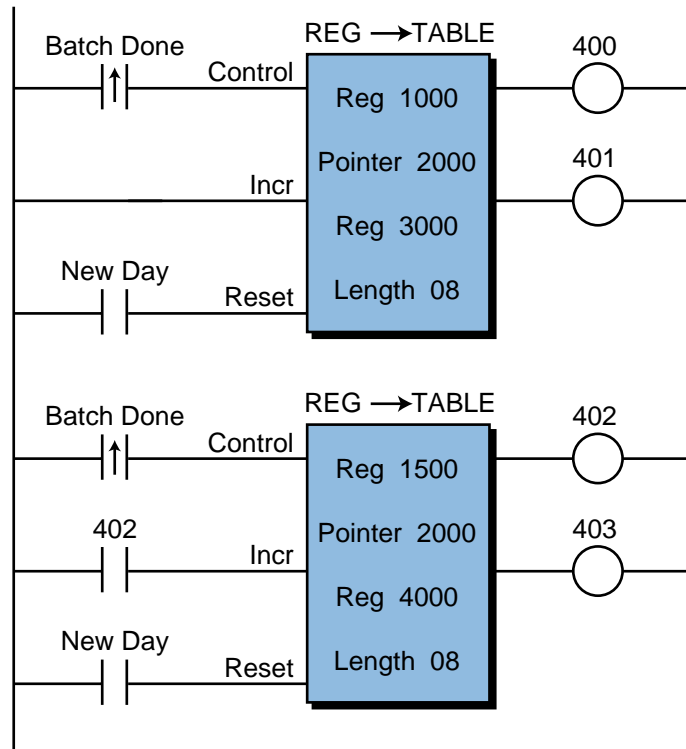 REG → TABLE
400
Batch Done
Control
Reg 1000
Pointer 2000
401
Incr
Reg 3000
New Day
Reset
Length 08
REG → TABLE
402
Batch Done
Control
Reg 1500
402
Pointer 2000
403
Incr
Reg 4000
New Day
Reset
Length 08